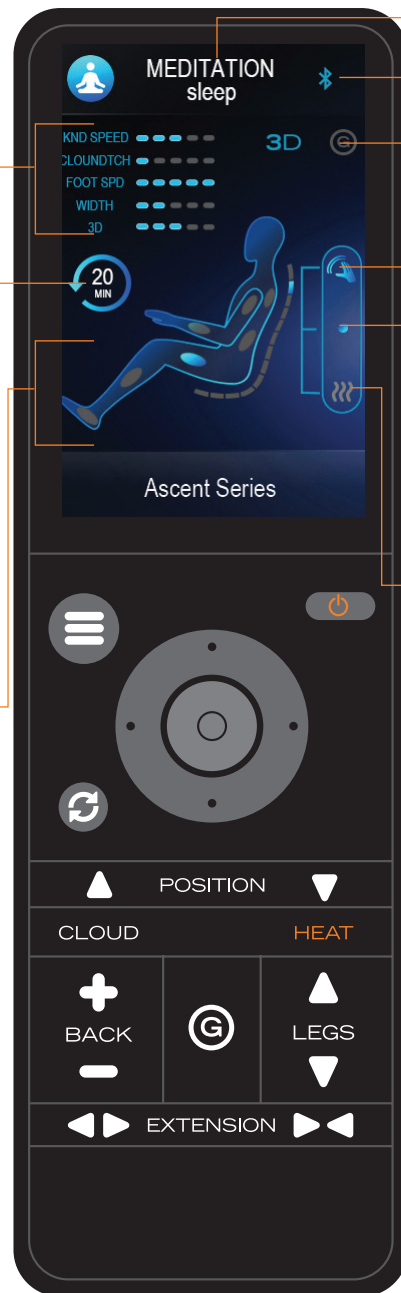 MEDITATION
sleep
KND SPEED
CLOUNDTCH
3D
G
FOOT SPD
WIDTH
3D
20
MIN
Ascent Series
POSITION
CLOUD
HEAT
BACK
G
LEGS
EXTENSION